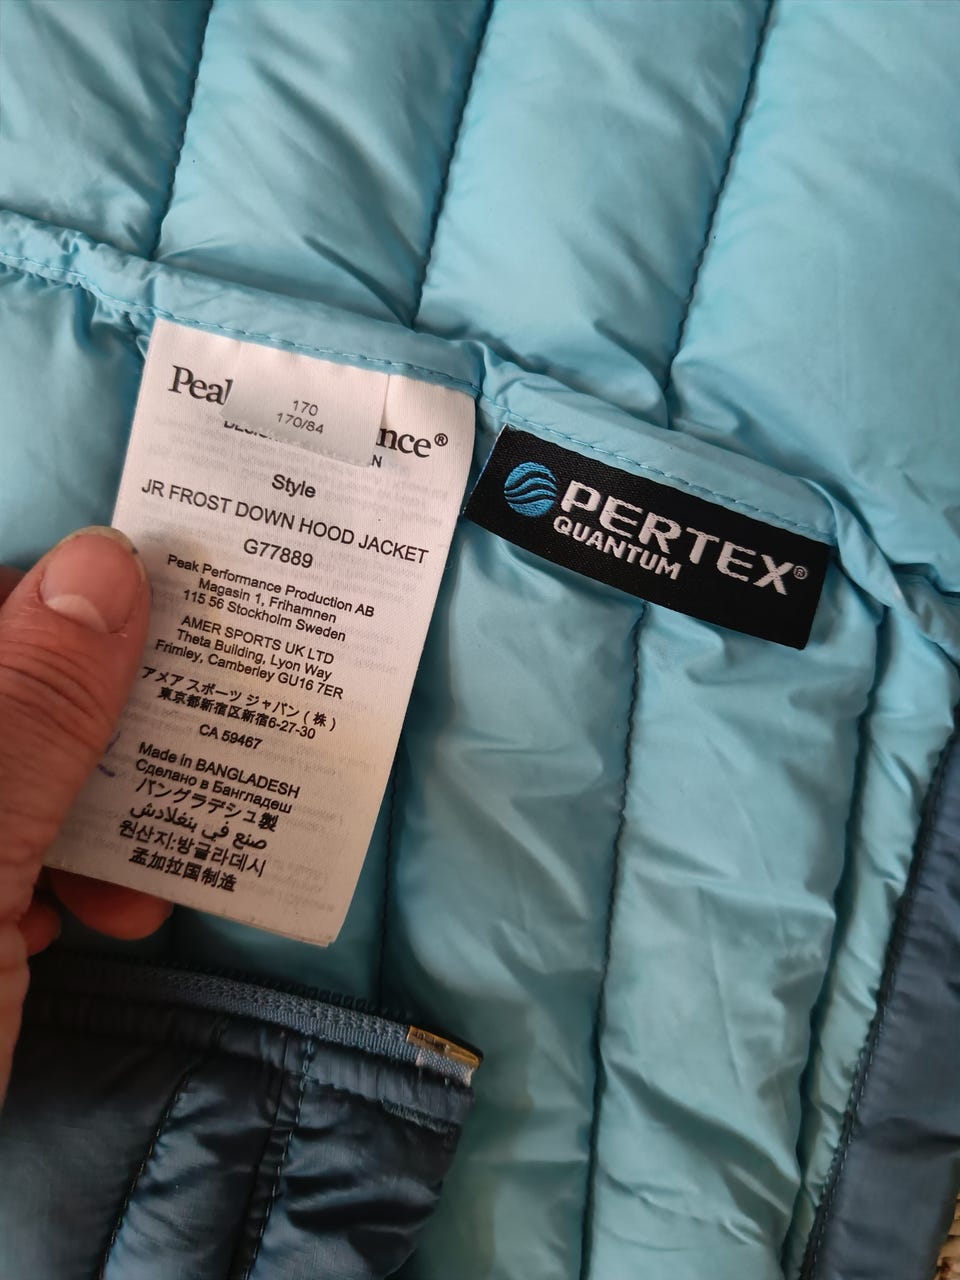 Peak
170
170/84
nce®
Style
JR FROST DOWN HOOD JACKET
G77889
Peak Performance Production AB
Magasin 1, Frihamnen
115 56 Stockholm Sweden
AMER SPORTS UK LTD
Theta Building, Lyon Way
Frimley, Camberley GU16 7ER
アメア スポーツ ジャパン ( 株 )
東京都新宿区新宿6-27-30
CA 59467
Made in BANGLADESH
Сделано в Бангладеш
バングラデシュ製
صنع في بنغلادش
원산지:방글라데시
孟加拉国制造
PERTEX®
QUANTUM